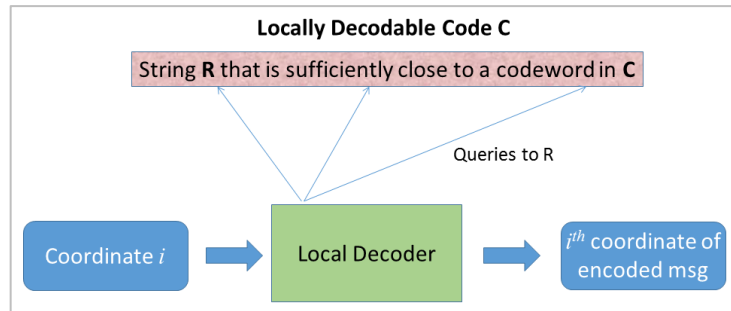 Locally Decodable Code C
String R that is sufficiently close to a codeword in C
Queries to R
Coordinate i
Local Decoder
ith coordinate of
encoded msg